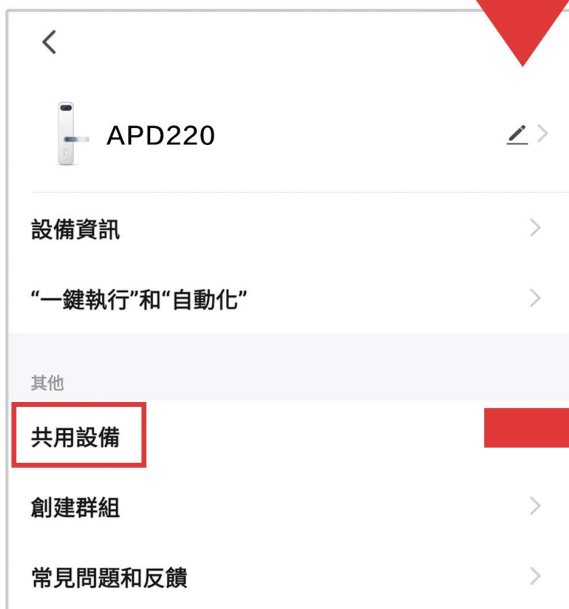 APD220
設備資訊
“一鍵執行”和“自動化”
其他
共用設備
創建群組
常見問題和反饋